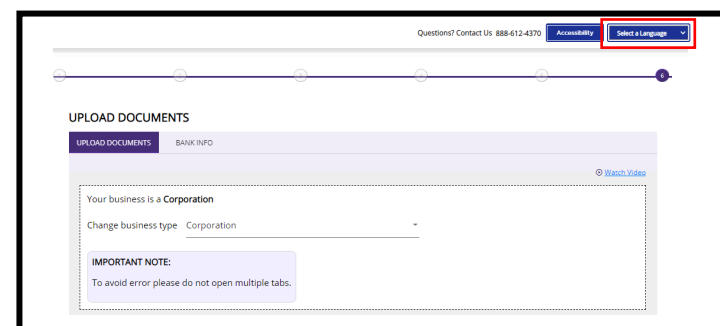 Questions? Contact Us 888-612-4370 Accessibility Select a Language
6
UPLOAD DOCUMENTS
UPLOAD DOCUMENTS BANK INFO
Watch Video
Your business is a Corporation
Change business type Corporation
IMPORTANT NOTE:
To avoid error please do not open multiple tabs.